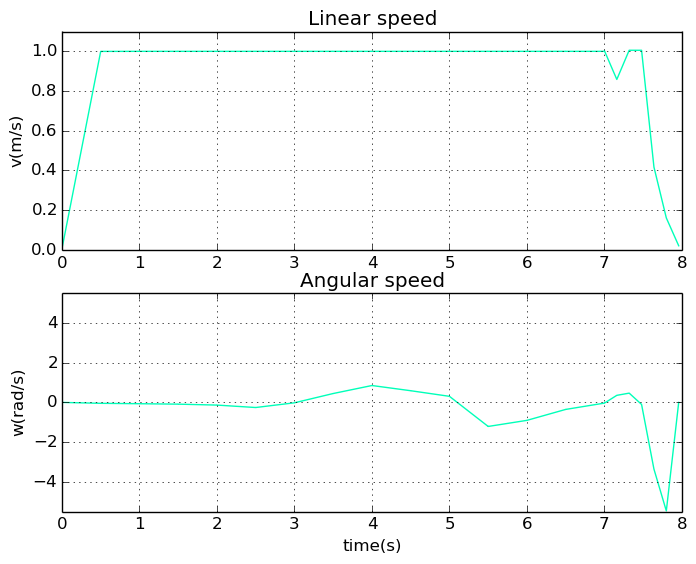 Linear speed
v(m/s)
1.0
0.8
0.6
0.4
0.2
0.0
0 1 2 3 4 5 6 7 8
Angular speed
w(rad/s)
4
2
0
−2
−4
0 1 2 3 4 5 6 7 8
time(s)